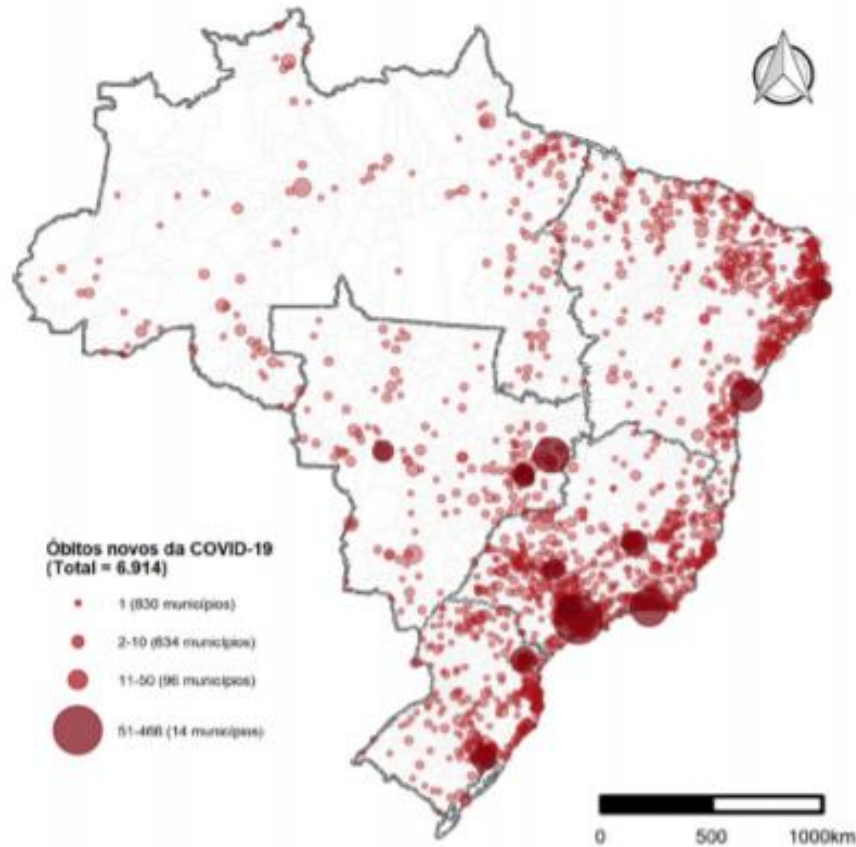 Óbitos novos da COVID-19
(Total = 6.914)
1 (830 municípios)
2-10 (634 municípios)
11-50 (96 municípios)
51-466 (14 municípios)
0 500 1000km